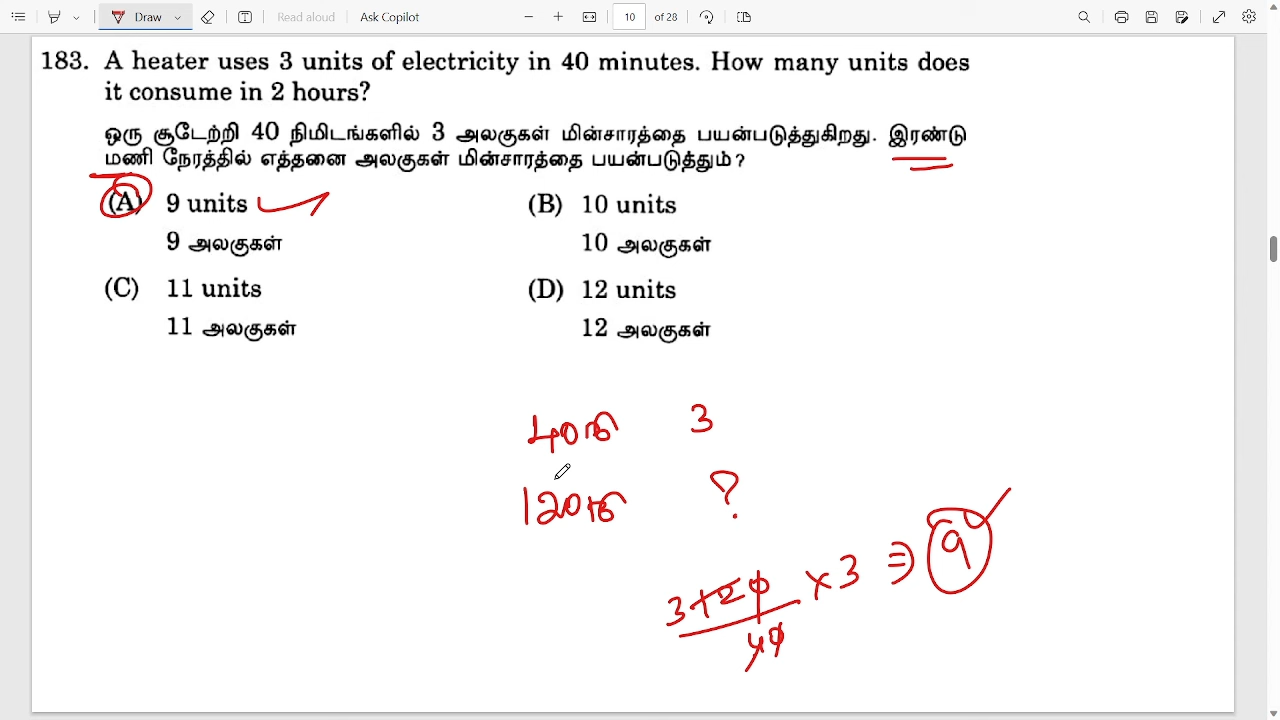 Draw
Read aloud
Ask Copilot
10 of 28
183. A heater uses 3 units of electricity in 40 minutes. How many units does
it consume in 2 hours?
ஒரு சூடேற்றி 40 நிமிடங்களில் 3 அலகுகள் மின்சாரத்தை பயன்படுத்துகிறது. இரண்டு
மணி நேரத்தில் எத்தனை அலகுகள் மின்சாரத்தை பயன்படுத்தும்?
(A) 9 units (B) 10 units
9 அலகுகள் 10 அலகுகள்
(C) 11 units (D) 12 units
11 அலகுகள் 12 அலகுகள்
40நி 3
120நி ?
3 120 × 3 ⇒ 9
40